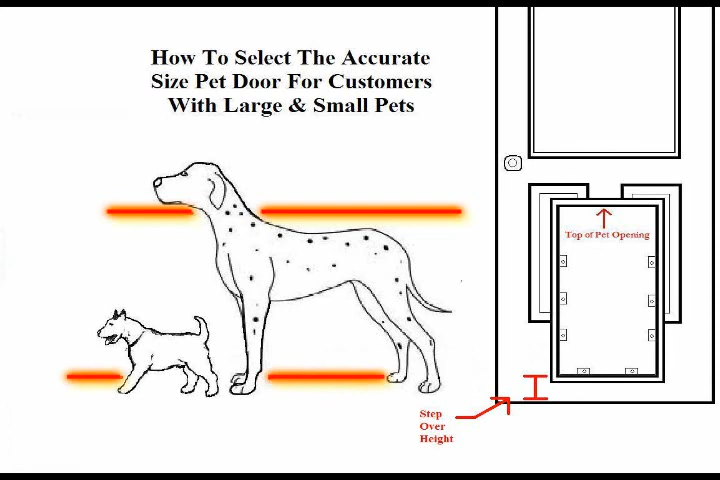 How To Select The Accurate
Size Pet Door For Customers
With Large & Small Pets
Top of Pet Opening
Step
Over
Height